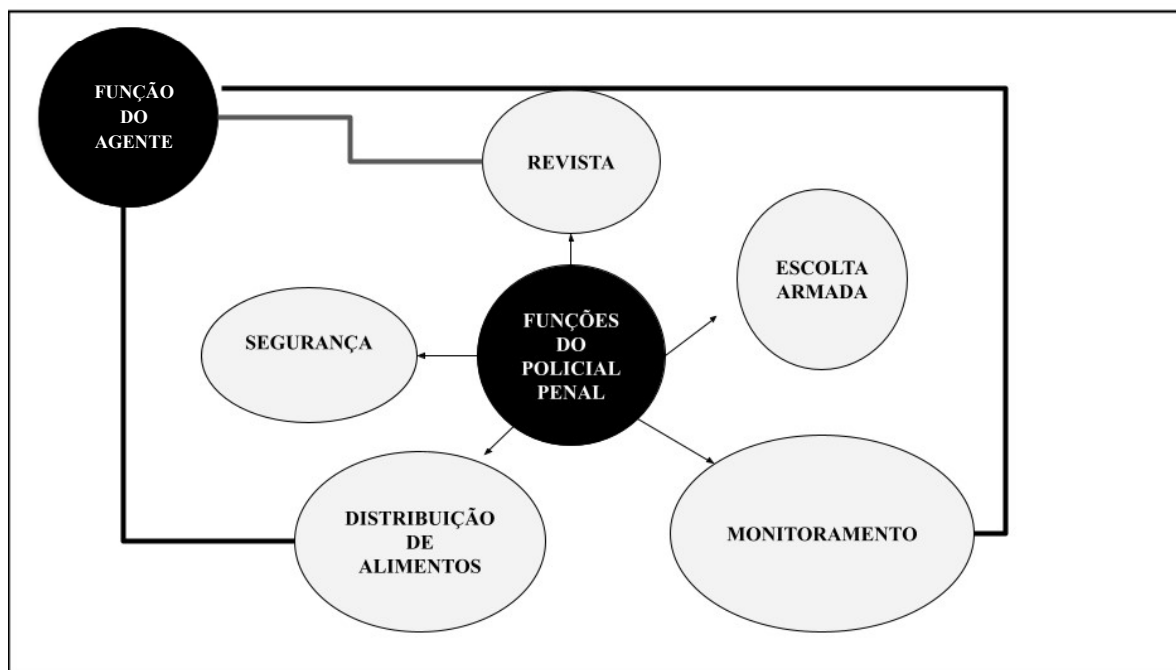 FUNÇÃO
DO
AGENTE
REVISTA
ESCOLTA
ARMADA
FUNÇÕES
DO
POLICIAL
PENAL
SEGURANÇA
DISTRIBUIÇÃO
DE
ALIMENTOS
MONITORAMENTO